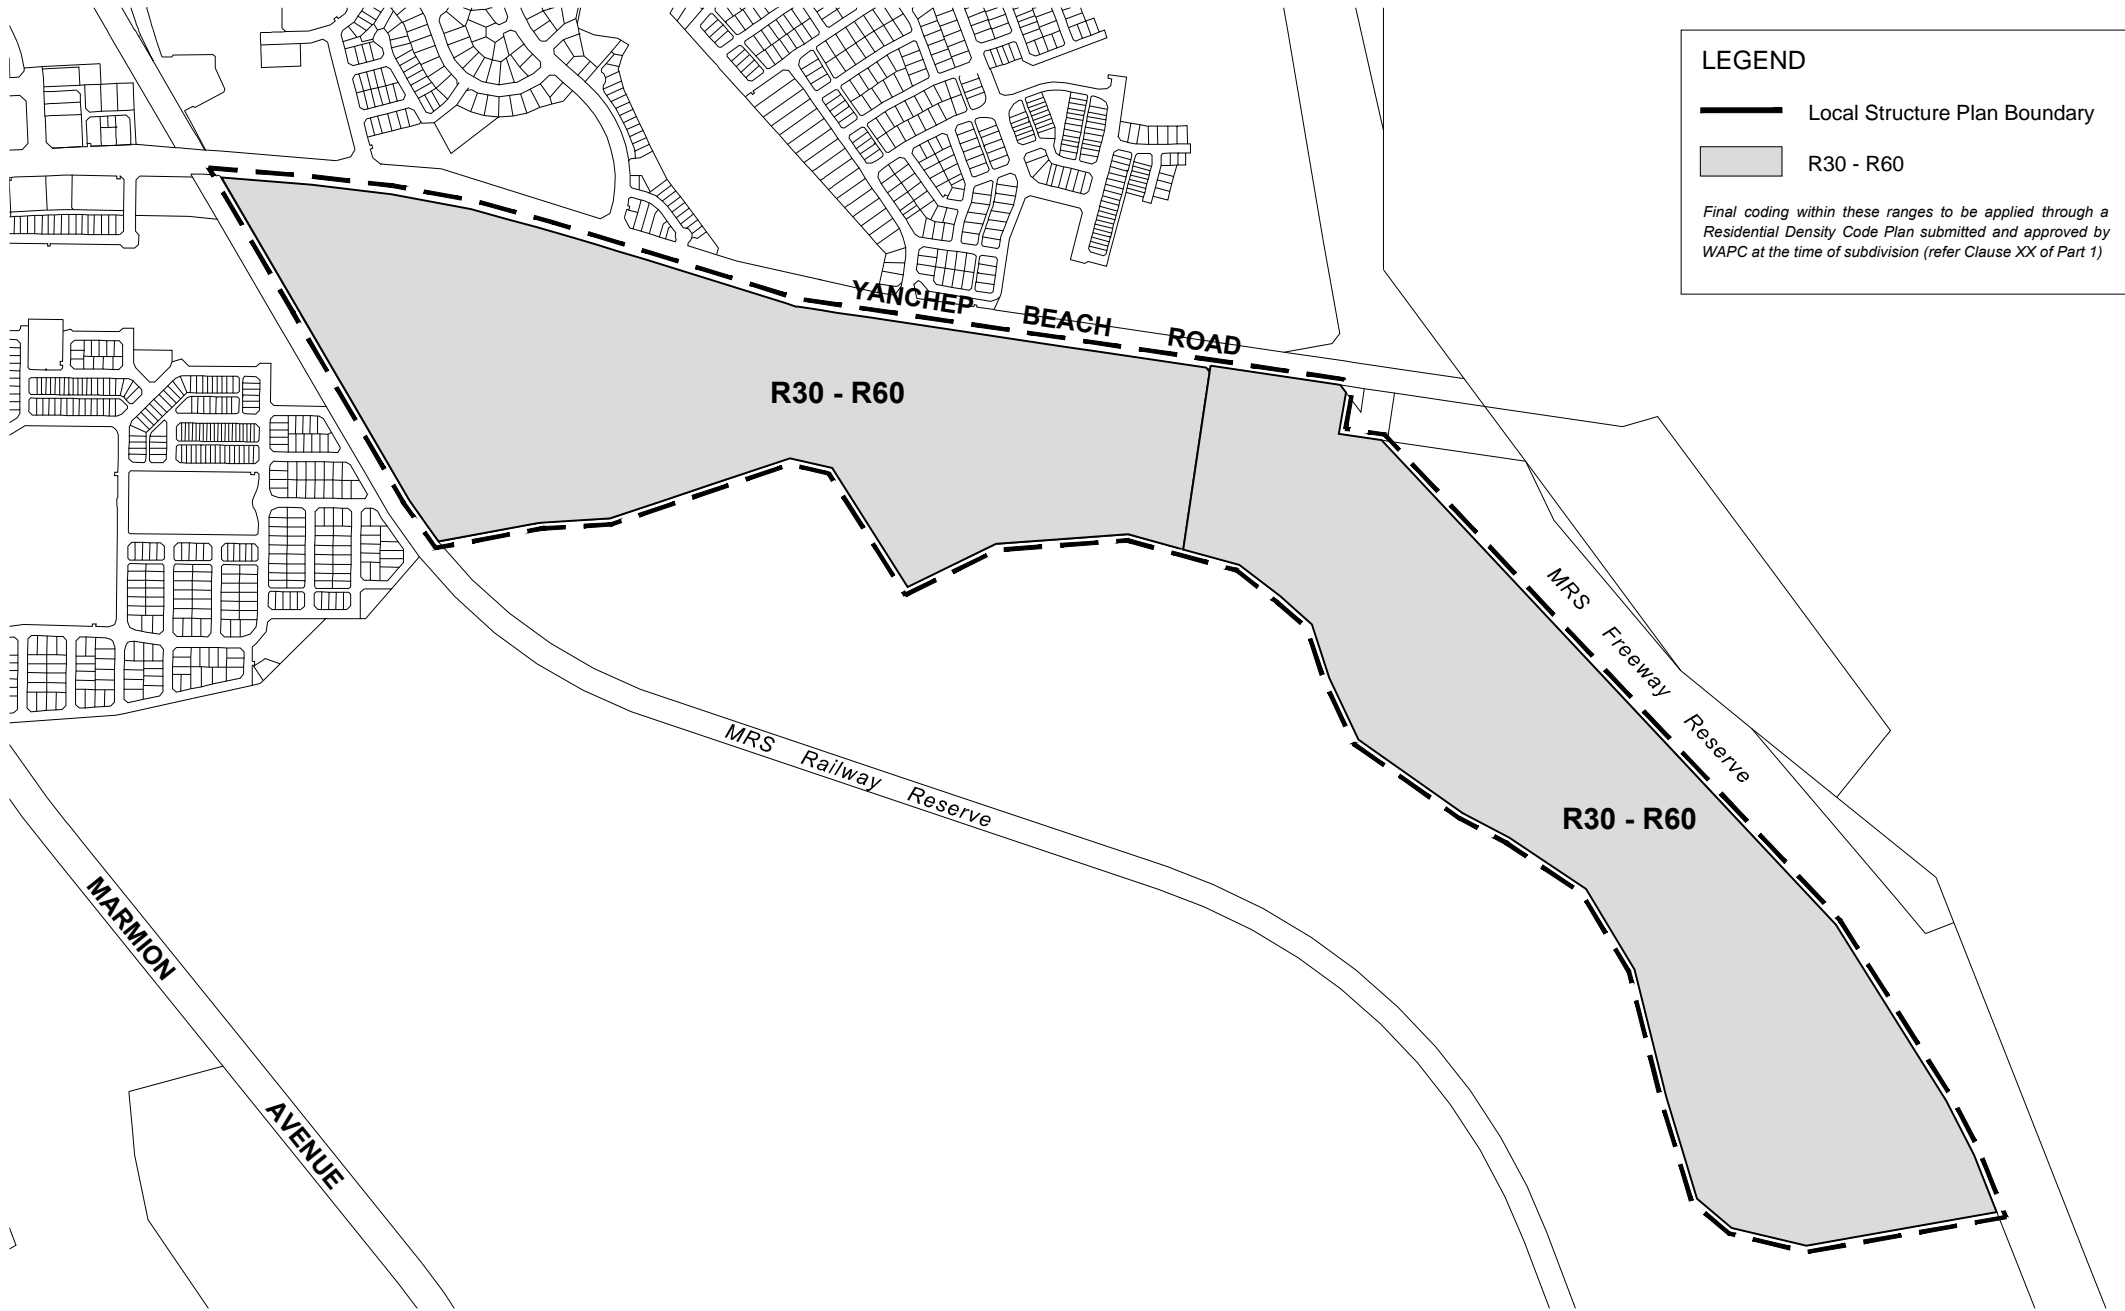 LEGEND
Local Structure Plan Boundary
R30 - R60
Final coding within these ranges to be applied through a
Residential Density Code Plan submitted and approved by
WAPC at the time of subdivision (refer Clause XX of Part 1)
YANCHEP BEACH ROAD
R30 - R60
MRS Freeway Reserve
MRS Railway Reserve
R30 - R60
MARMION AVENUE